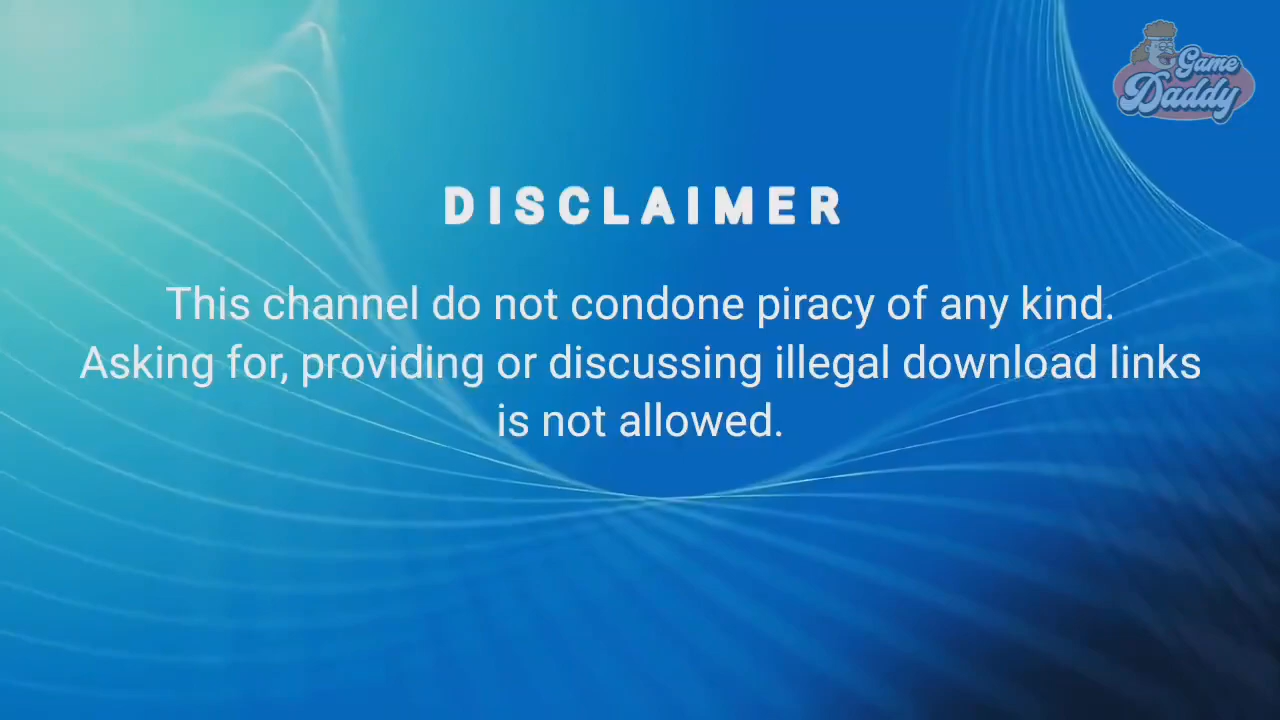 Game
Daddy
DISCLAIMER
This channel do not condone piracy of any kind.
Asking for, providing or discussing illegal download links
is not allowed.